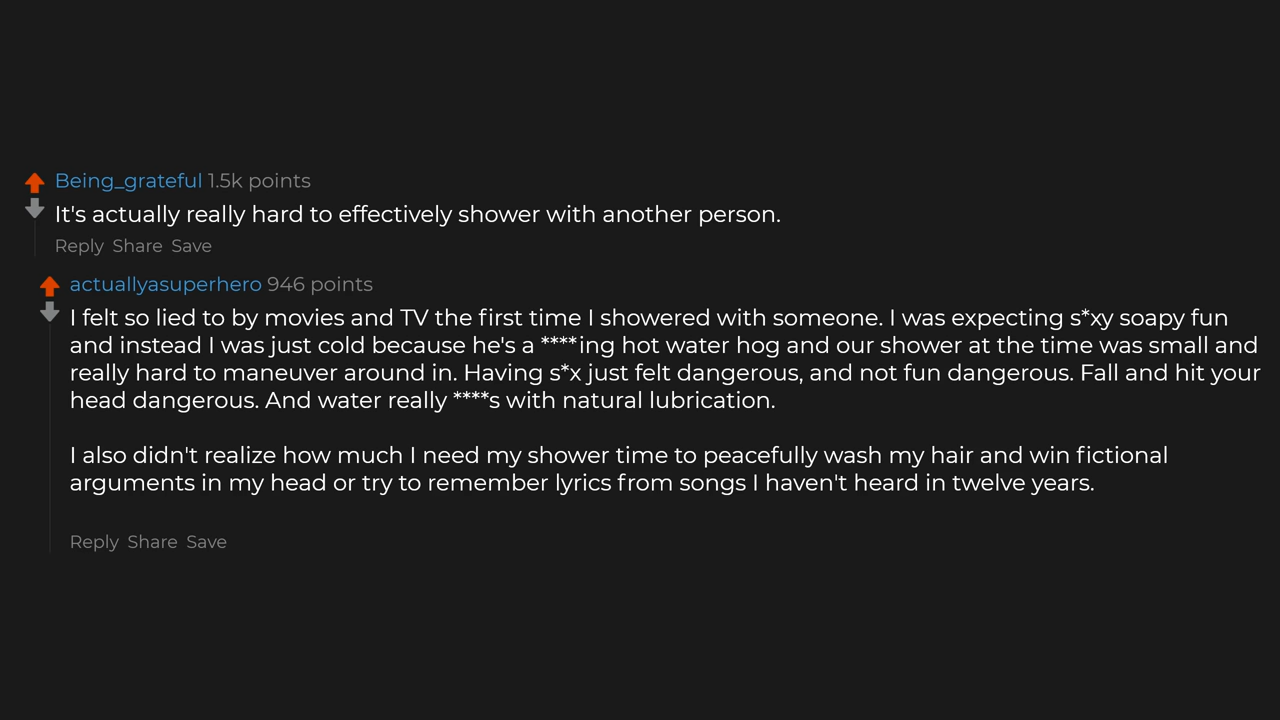 Being_grateful 1.5k points
It's actually really hard to effectively shower with another person.
Reply Share Save
actuallyasuperhero 946 points
I felt so lied to by movies and TV the first time I showered with someone. I was expecting s*xy soapy fun
and instead I was just cold because he's a ****ing hot water hog and our shower at the time was small and
really hard to maneuver around in. Having s*x just felt dangerous, and not fun dangerous. Fall and hit your
head dangerous. And water really ****s with natural lubrication.
I also didn't realize how much I need my shower time to peacefully wash my hair and win fictional
arguments in my head or try to remember lyrics from songs I haven't heard in twelve years.
Reply Share Save